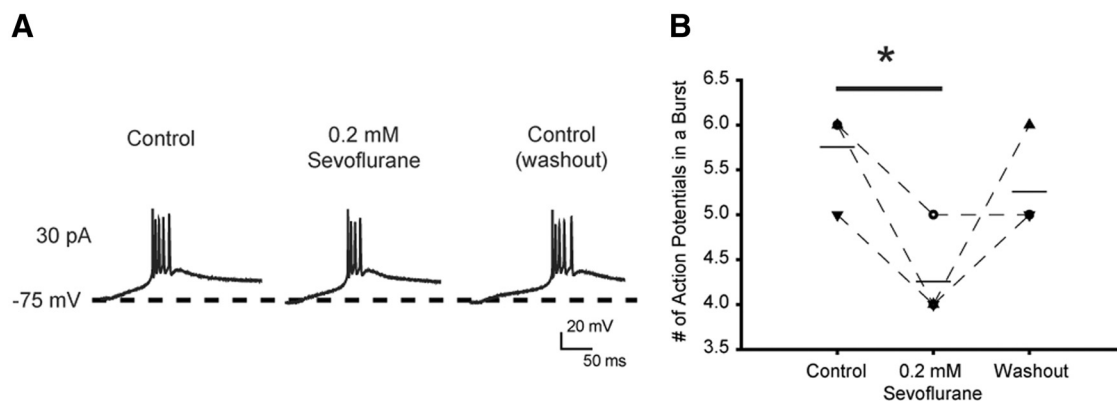 A
Control
0.2 mM
Sevoflurane
Control
(washout)
30 pA
-75 mV
20 mV
50 ms
B
*
# of Action Potentials in a Burst
6.5
6.0
5.5
5.0
4.5
4.0
3.5
Control
0.2 mM
Sevoflurane
Washout